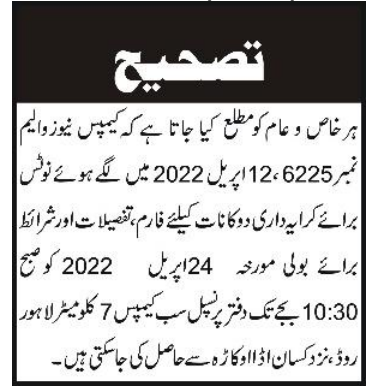 تصحیح
ہر خاص و عام کو مطلع کیا جاتا ہے کہ کیمپس نیوز والیم
نمبر 6225، 12 اپریل 2022 میں لگے ہوئے نوٹس
برائے کرایہ داری دوکانات کیلئے فارم، تفصیلات اور شرائط
برائے بولی مورخہ 24 اپریل 2022 کو صبح
10:30 بجے تک دفتر پرنسپل سب کیمپس 7 کلومیٹر لاہور
روڈ، نزد کسان اڈا اوکاڑہ سے حاصل کی جاسکتی ہیں۔